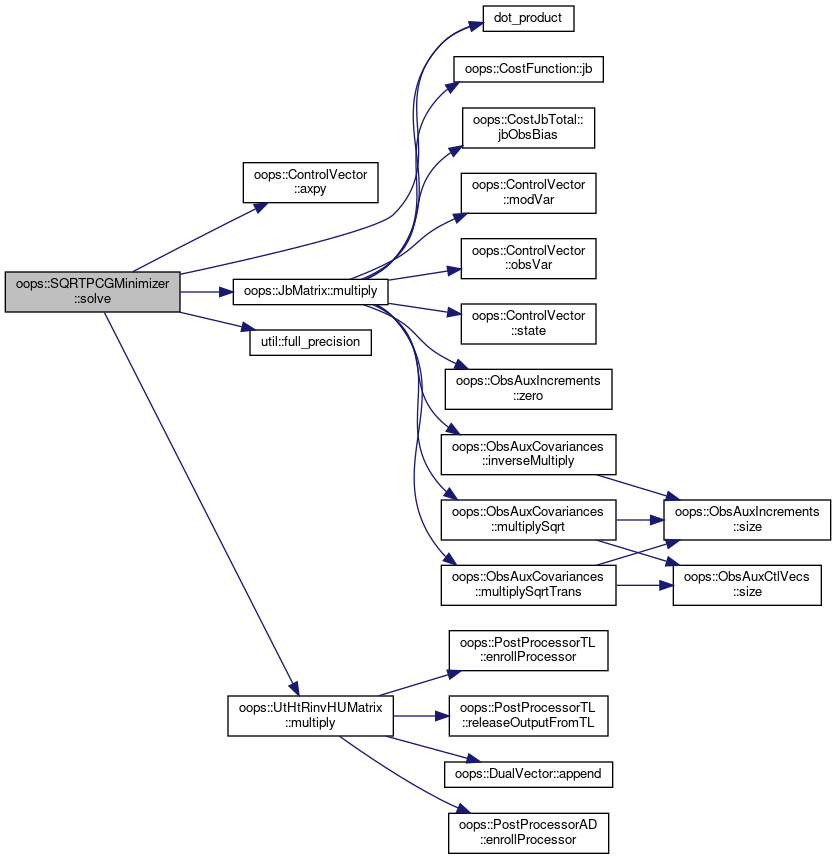 dot_product
oops::CostFunction::jb
oops::CostJbTotal::
jbObsBias
oops::ControlVector
::axpy
oops::ControlVector
::modVar
oops::ControlVector
::obsVar
oops::SQRTPCGMinimizer
::solve
oops::JbMatrix::multiply
oops::ControlVector
::state
util::full_precision
oops::ObsAuxIncrements
::zero
oops::ObsAuxCovariances
::inverseMultiply
oops::ObsAuxCovariances
::multiplySqrt
oops::ObsAuxIncrements
::size
oops::ObsAuxCovariances
::multiplySqrtTrans
oops::ObsAuxCtlVecs
::size
oops::PostProcessorTL
::enrollProcessor
oops::UtHtRinvHUMatrix
::multiply
oops::PostProcessorTL
::releaseOutputFromTL
oops::DualVector::append
oops::PostProcessorAD
::enrollProcessor